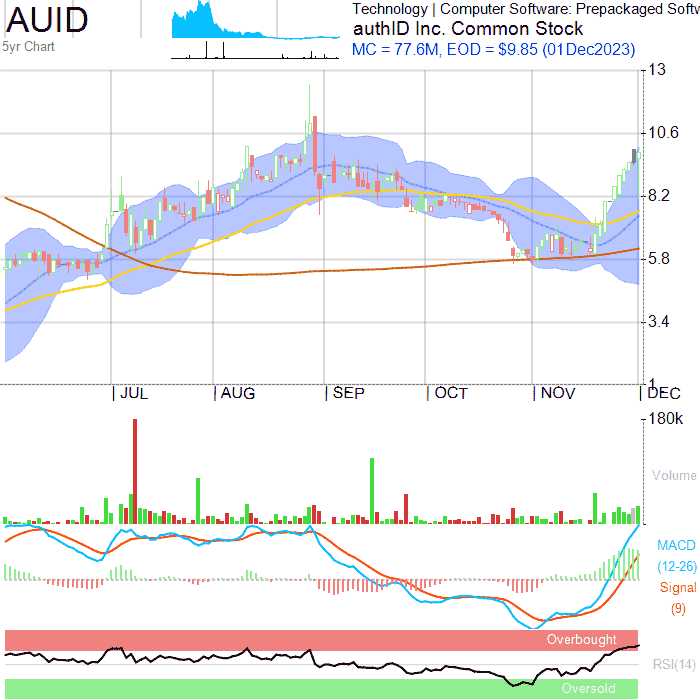 AUID
5yr Chart
Technology | Computer Software: Prepackaged Softw
authID Inc. Common Stock
MC = 77.6M, EOD = $9.85 (01Dec2023)
13
10.6
8.2
5.8
3.4
1
JUL AUG SEP OCT NOV DEC
180k
Volume
MACD
(12-26)
Signal
(9)
Overbought
RSI(14)
Oversold